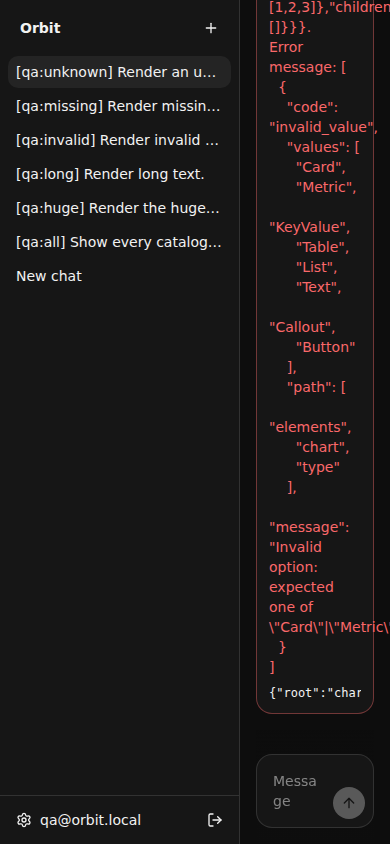 Orbit
[qa:unknown] Render an u...
[qa:missing] Render missin...
[qa:invalid] Render invalid ...
[qa:long] Render long text.
[qa:huge] Render the huge...
[qa:all] Show every catalog...
New chat
qa@orbit.local
[1,2,3]},"children
[]}}}}.
Error
message: [
{
"code":
"invalid_value",
"values": [
"Card",
"Metric",
"KeyValue",
"Table",
"List",
"Text",
"Callout",
"Button"
],
"path": [
"elements",
"chart",
"type"
],
"message":
"Invalid
option:
expected
one of
\"Card\"|\"Metric\"
}
]
{"root":"char
Messa
ge